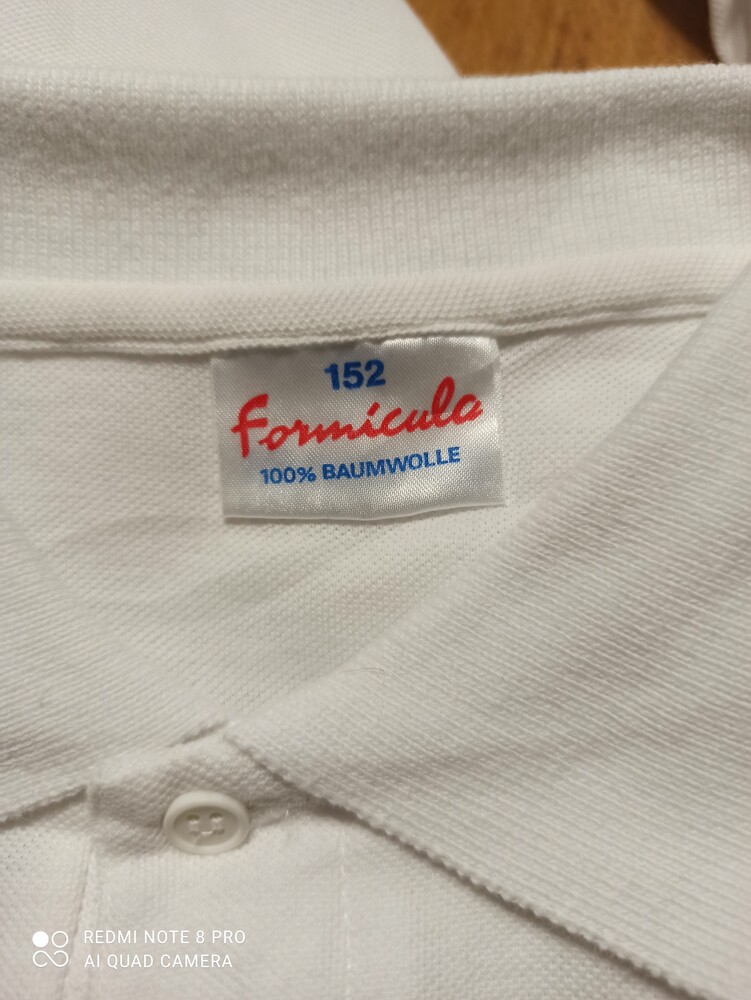 152
Formicula
100% BAUMWOLLE
REDMI NOTE 8 PRO
AI QUAD CAMERA